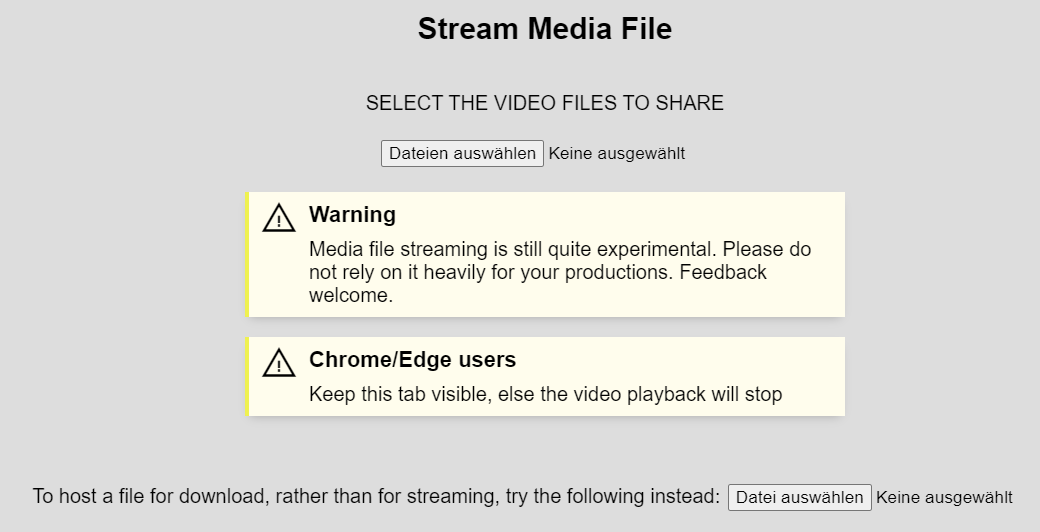 Stream Media File
SELECT THE VIDEO FILES TO SHARE
Dateien auswählen Keine ausgewählt
Warning
Media file streaming is still quite experimental. Please do
not rely on it heavily for your productions. Feedback
welcome.
Chrome/Edge users
Keep this tab visible, else the video playback will stop
To host a file for download, rather than for streaming, try the following instead: Datei auswählen Keine ausgewählt